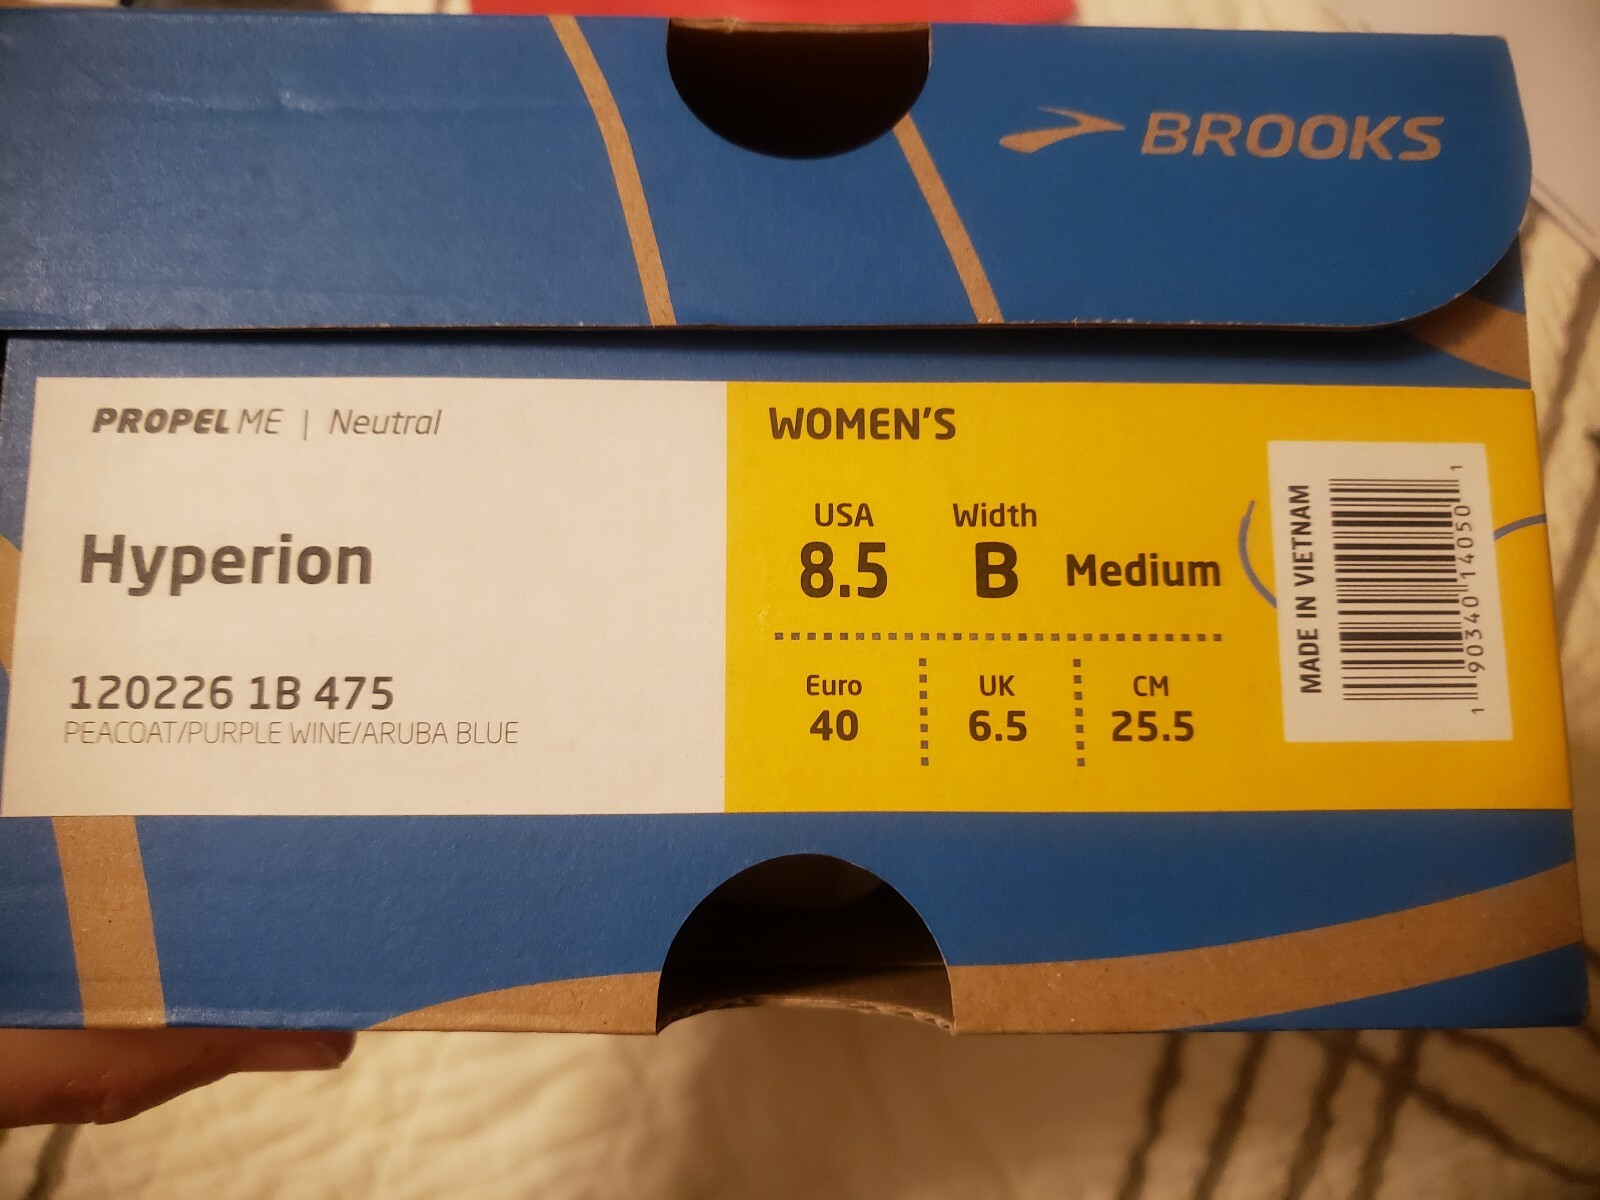 BROOKS
PROPEL ME | Neutral
Hyperion
120226 1B 475
PEACOAT/PURPLE WINE/ARUBA BLUE
WOMEN'S
USA Width
8.5 B Medium
Euro UK CM
40 6.5 25.5
MADE IN VIETNAM
1 90340 14050 1